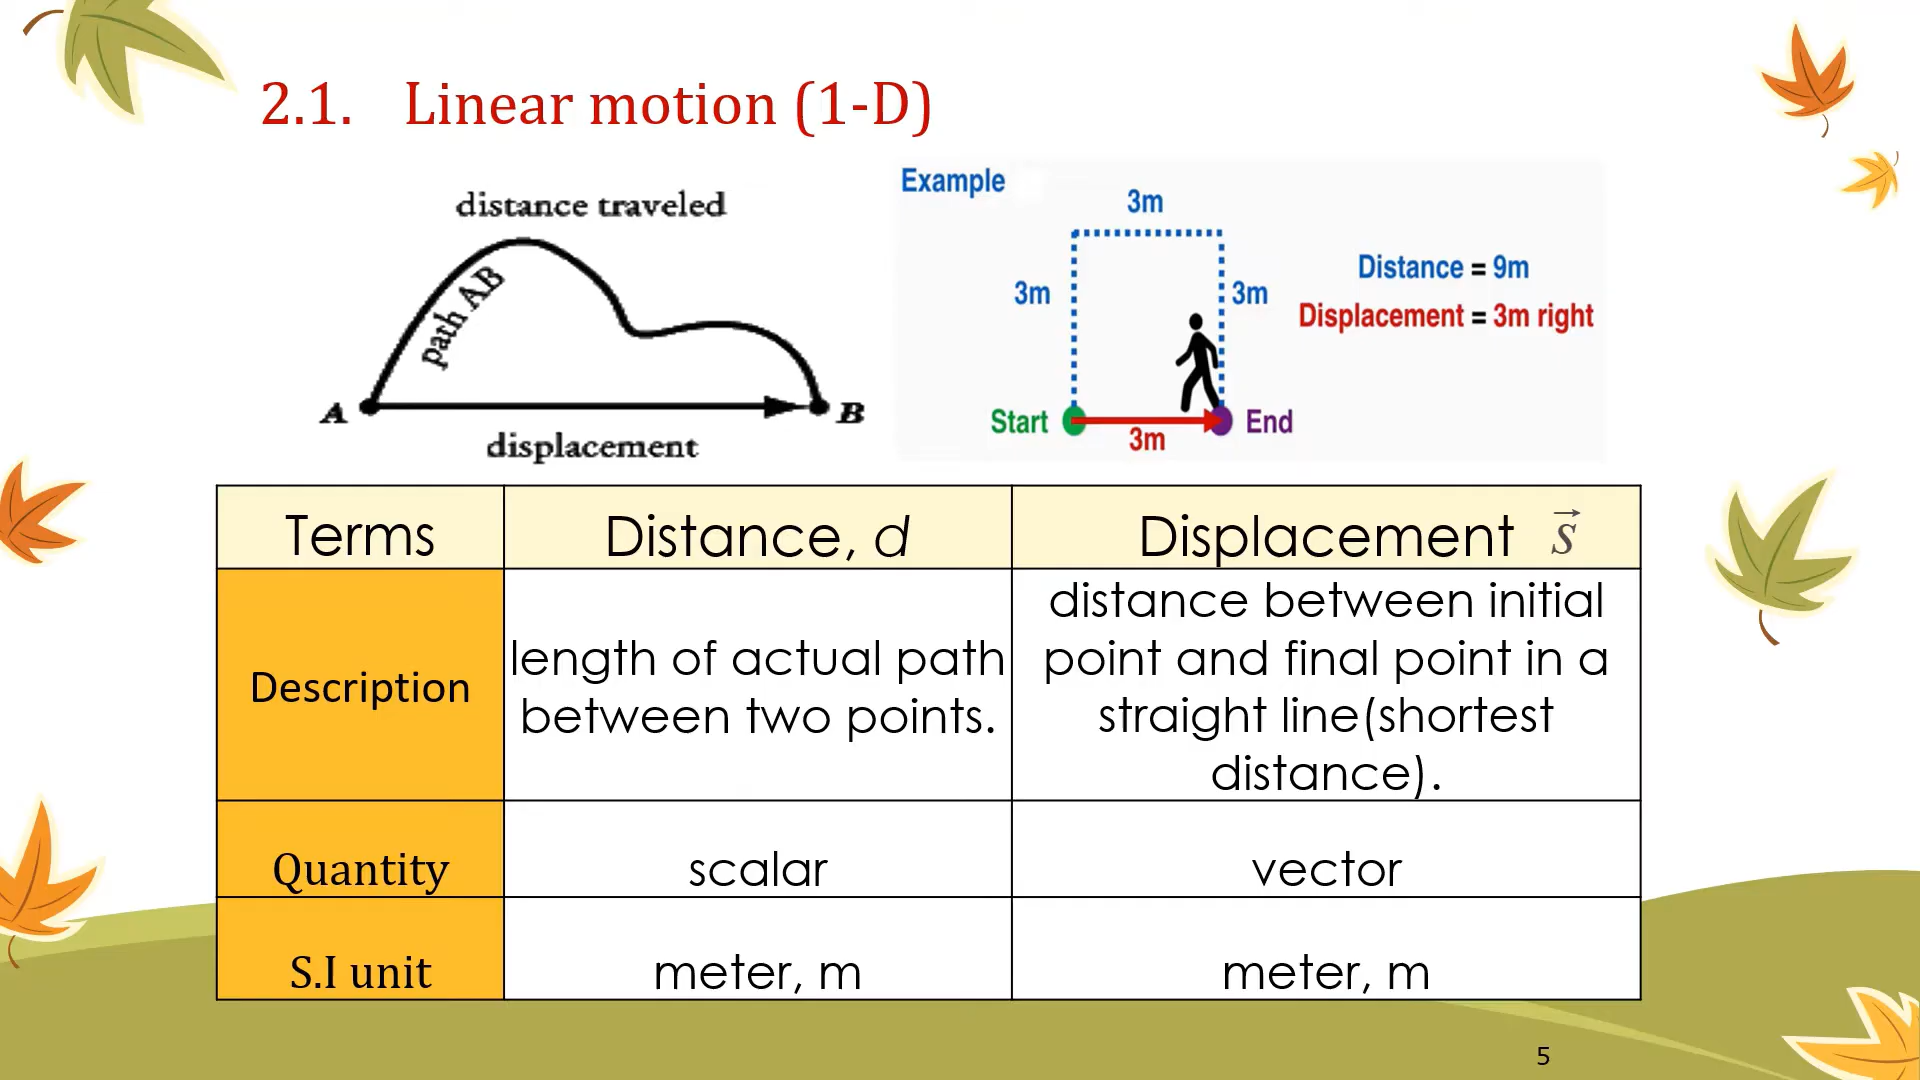 2.1. Linear motion (1-D)
distance traveled
path AB
A
B
displacement
Example
3m
3m
3m
Distance = 9m
Displacement = 3m right
Start
3m
End
Terms
Distance, d
Displacement s⃗
Description
length of actual path
between two points.
distance between initial
point and final point in a
straight line(shortest
distance).
Quantity
scalar
vector
S.I unit
meter, m
meter, m
5